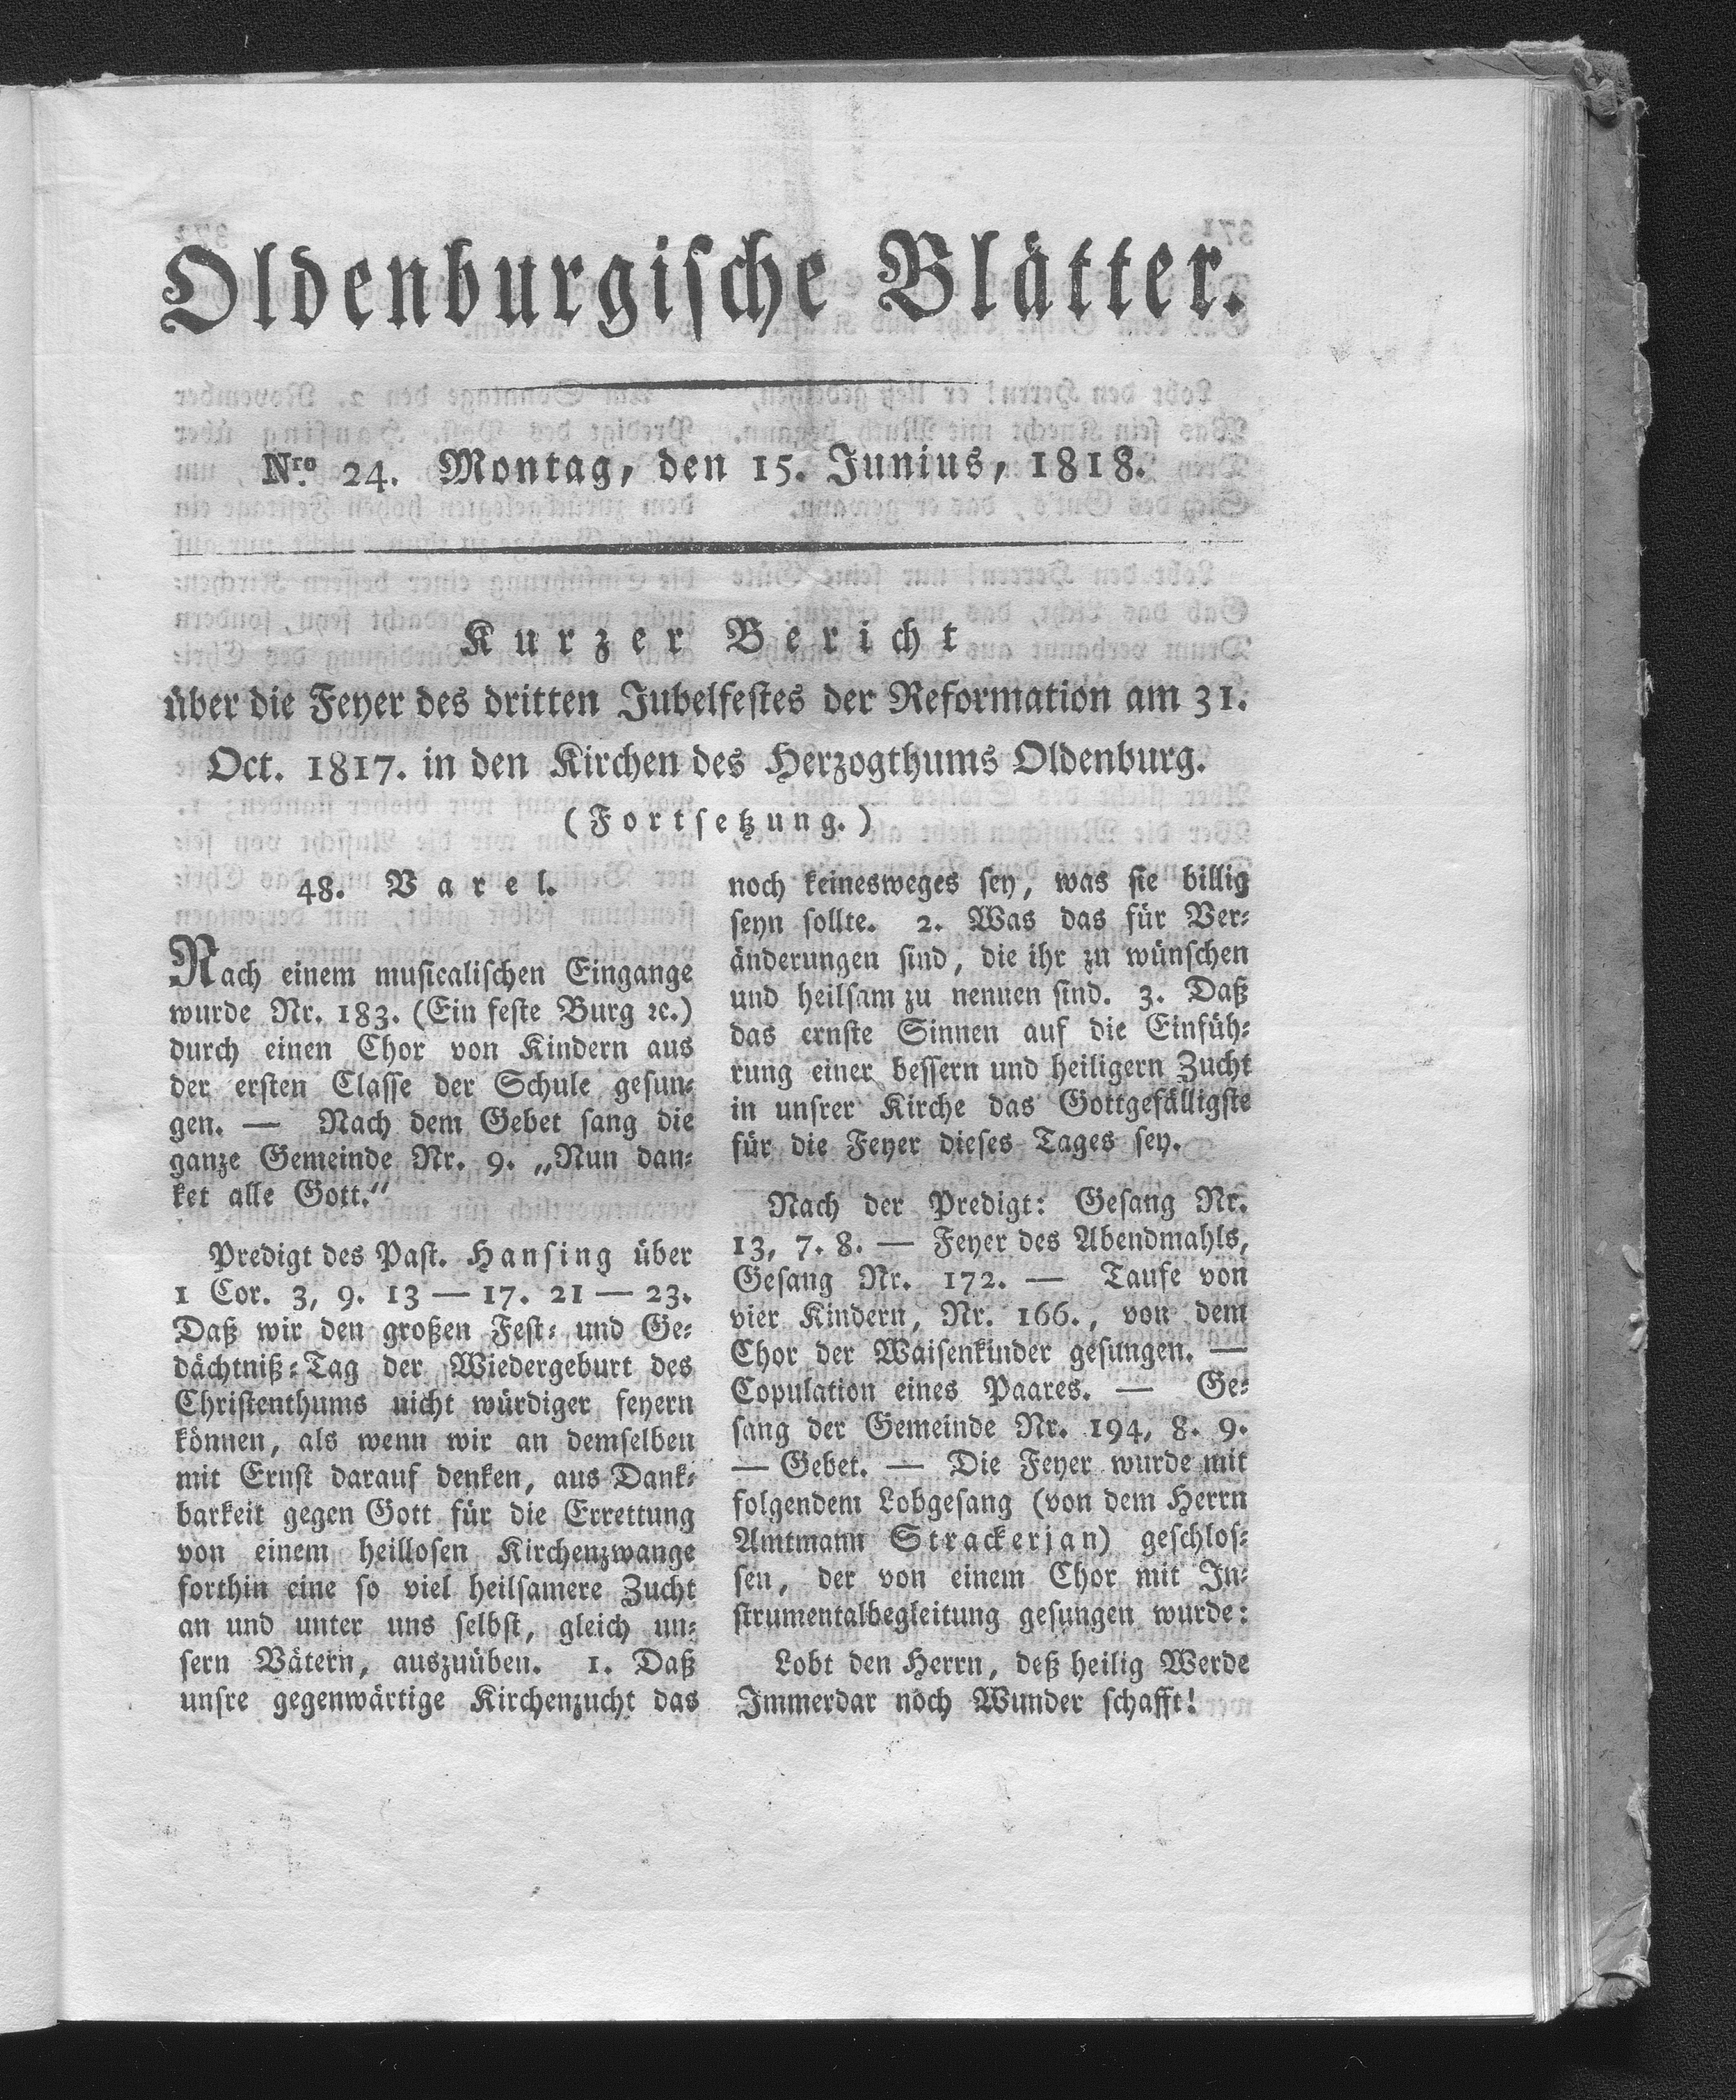 Oldenburgische Blätter.
Nro. 24. Montag, den 15. Junius, 1818.
Kurzer Bericht
über die Feyer des dritten Jubelfestes der Reformation am 31.
Oct. 1817. in den Kirchen des Herzogthums Oldenburg.
(Fortsetzung.)
48. Varel.
Nach einem musicalischen Eingange
wurde Nr. 183. (Ein feste Burg ꝛc.)
durch einen Chor von Kindern aus
der ersten Classe der Schule gesun-
gen. — Nach dem Gebet sang die
ganze Gemeinde Nr. 9. „Nun dan-
ket alle Gott.“
Predigt des Past. Hansing über
1 Cor. 3, 9. 13 — 17. 21 — 23.
Daß wir den großen Fest- und Ge-
dächtniß-Tag der Wiedergeburt des
Christenthums nicht würdiger feyern
können, als wenn wir an demselben
mit Ernst darauf denken, aus Dank-
barkeit gegen Gott für die Errettung
von einem heillosen Kirchenzwange
forthin eine so viel heilsamere Zucht
an und unter uns selbst, gleich un-
sern Vätern, auszuüben. 1. Daß
unsre gegenwärtige Kirchenzucht das
noch keinesweges sey, was sie billig
seyn sollte. 2. Was das für Ver-
änderungen sind, die ihr zu wünschen
und heilsam zu nennen sind. 3. Daß
das ernste Sinnen auf die Einfüh-
rung einer bessern und heiligern Zucht
in unsrer Kirche das Gottgefälligste
für die Feyer dieses Tages sey.
Nach der Predigt: Gesang Nr.
13, 7. 8. — Feyer des Abendmahls,
Gesang Nr. 172. — Taufe von
vier Kindern, Nr. 166., von dem
Chor der Waisenkinder gesungen. —
Copulation eines Paares. — Ge-
sang der Gemeinde Nr. 194, 8. 9.
— Gebet. — Die Feyer wurde mit
folgendem Lobgesang (von dem Herrn
Amtmann Strackerjan) geschlos-
sen, der von einem Chor mit In-
strumentalbegleitung gesungen wurde:
Lobt den Herrn, deß heilig Werde
Immerdar noch Wunder schafft!